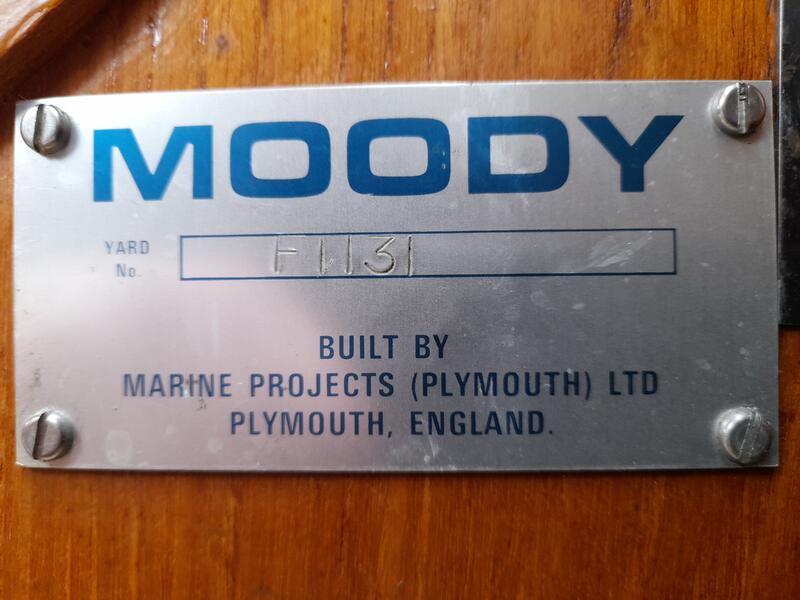 MOODY
YARD
No.
F1131
BUILT BY
MARINE PROJECTS (PLYMOUTH) LTD
PLYMOUTH, ENGLAND.